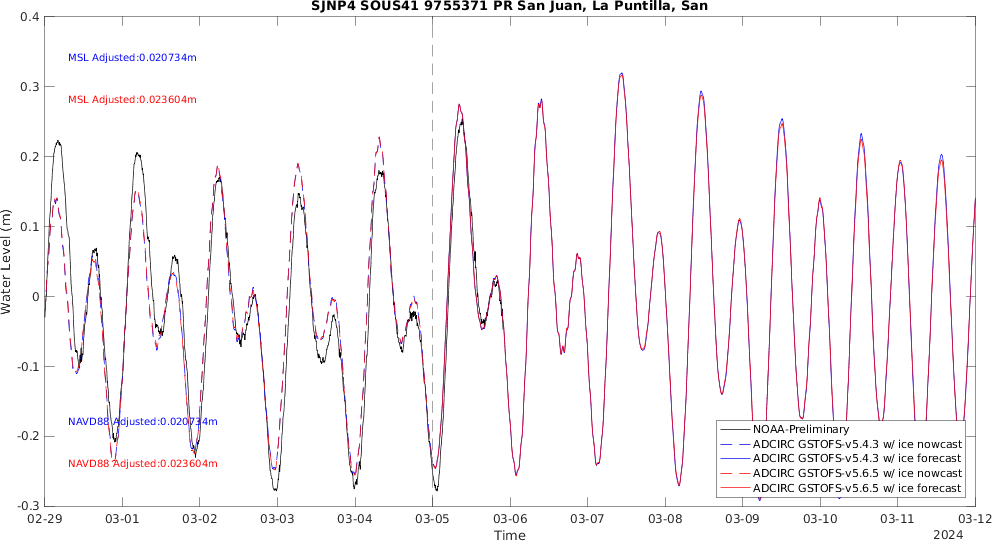 SJNP4 SOUS41 9755371 PR San Juan, La Puntilla, San
0.4
0.3
0.2
0.1
0
-0.1
-0.2
-0.3
Water Level (m)
MSL Adjusted:0.020734m
MSL Adjusted:0.023604m
NAVD88 Adjusted:0.020734m
NAVD88 Adjusted:0.023604m
NOAA-Preliminary
ADCIRC GSTOFS-v5.4.3 w/ ice nowcast
ADCIRC GSTOFS-v5.4.3 w/ ice forecast
ADCIRC GSTOFS-v5.6.5 w/ ice nowcast
ADCIRC GSTOFS-v5.6.5 w/ ice forecast
02-29 03-01 03-02 03-03 03-04 03-05 03-06 03-07 03-08 03-09 03-10 03-11 03-12
Time
2024